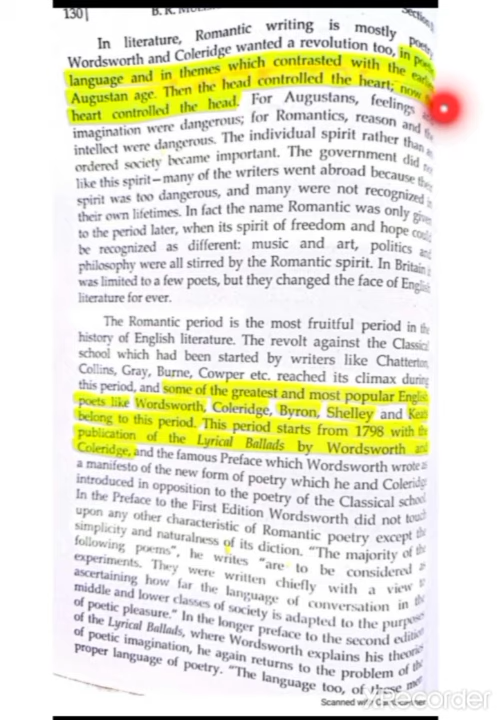 130
B. K.
Section
In literature, Romantic writing is mostly
Wordsworth and Coleridge wanted a revolution too, in
language and in themes which contrasted with the
Augustan age. Then the head controlled the heart; now
heart controlled the head. For Augustans, feelings
imagination were dangerous; for Romantics, reason and
intellect were dangerous. The individual spirit rather than
ordered society became important. The government did
like this spirit—many of the writers went abroad because
spirit was too dangerous, and many were not recognized
their own lifetimes. In fact the name Romantic was only
to the period later, when its spirit of freedom and hope
be recognized as different: music and art, politics
philosophy were all stirred by the Romantic spirit. In Britain
was limited to a few poets, but they changed the face of English
literature for ever.
The Romantic period is the most fruitful period in the
history of English literature. The revolt against the Classical
school which had been started by writers like Chatterton,
Collins, Gray, Burne, Cowper etc. reached its climax during
this period, and some of the greatest and most popular English
poets like Wordsworth, Coleridge, Byron, Shelley and Keats
belong to this period. This period starts from 1798 with the
publication of the Lyrical Ballads by Wordsworth and
Coleridge, and the famous Preface which Wordsworth wrote as
a manifesto of the new form of poetry which he and Coleridge
introduced in opposition to the poetry of the Classical school.
In the Preface to the First Edition Wordsworth did not touch
upon any other characteristic of Romantic poetry except the
simplicity and naturalness of its diction. "The majority of the
following poems", he writes "are to be considered as
experiments. They were written chiefly with a view to
ascertaining how far the language of conversation in the
middle and lower classes of society is adapted to the purposes
of poetic pleasure." In the longer preface to the second edition
of the Lyrical Ballads, where Wordsworth explains his theories
of poetic imagination, he again returns to the problem of the
proper language of poetry. "The language too, of these men
Scanned with
XRecorder